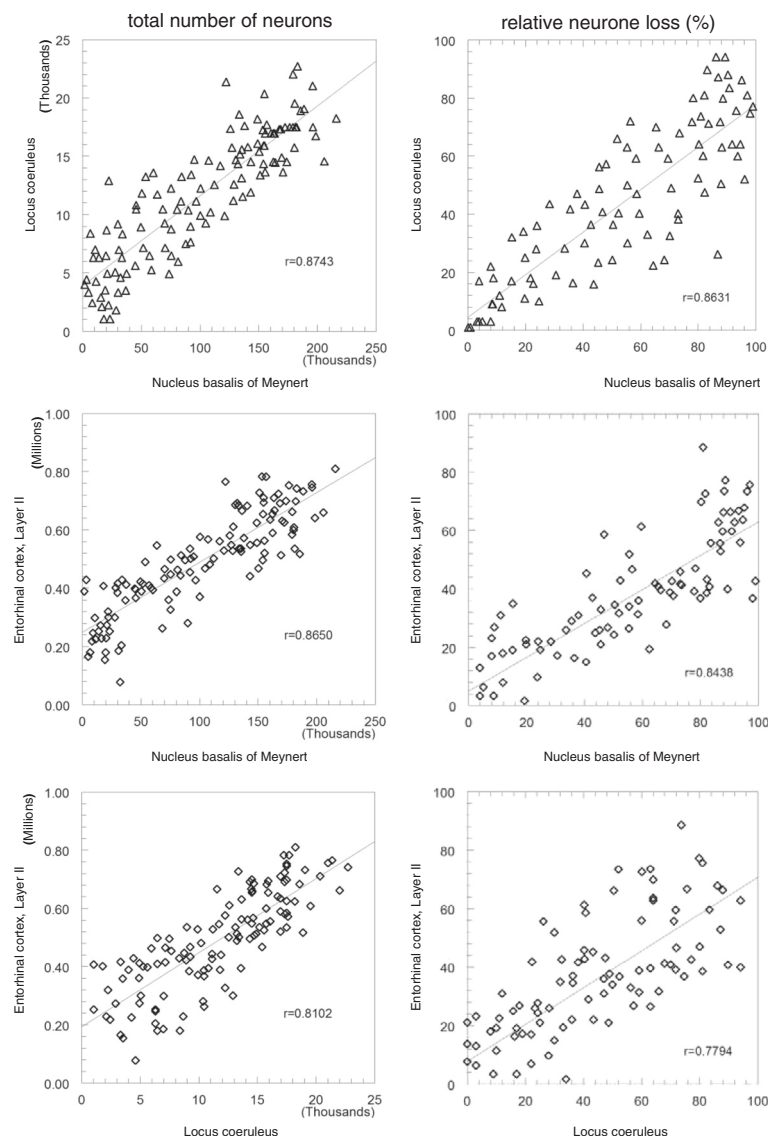 total number of neurons
relative neurone loss (%)
Locus coeruleus
(Thousands)
25
20
15
10
5
0
r=0.8743
0 50 100 150 200 250
(Thousands)
Nucleus basalis of Meynert
Locus coeruleus
100
80
60
40
20
0
r=0.8631
0 20 40 60 80 100
Nucleus basalis of Meynert
Entorhinal cortex, Layer II
(Millions)
1.00
0.80
0.60
0.40
0.20
0.00
r=0.8650
0 50 100 150 200 250
(Thousands)
Nucleus basalis of Meynert
Entorhinal cortex, Layer II
100
80
60
40
20
0
r=0.8438
0 20 40 60 80 100
Nucleus basalis of Meynert
Entorhinal cortex, Layer II
(Millions)
1.00
0.80
0.60
0.40
0.20
0.00
r=0.8102
0 5 10 15 20 25
(Thousands)
Locus coeruleus
Entorhinal cortex, Layer II
100
80
60
40
20
0
r=0.7794
0 20 40 60 80 100
Locus coeruleus